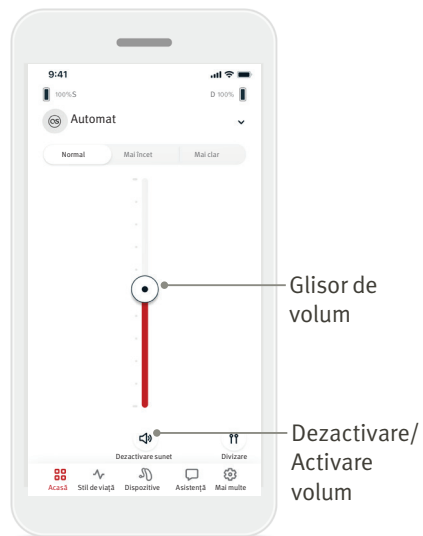 9:41
100%S D 100%
Automat
Normal Mai încet Mai clar
Glisor de
volum
Dezactivare/
Activare
volum
Dezactivare sunet Divizare
Acasă Stil de viață Dispozitive Asistență Mai multe